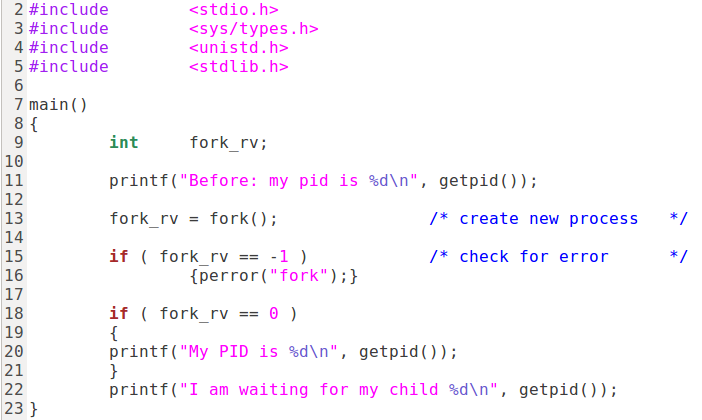 2 #include        <stdio.h>
3 #include        <sys/types.h>
4 #include        <unistd.h>
5 #include        <stdlib.h>
6
7 main()
8 {
9         int     fork_rv;
10
11         printf("Before: my pid is %d\n", getpid());
12
13         fork_rv = fork();               /* create new process   */
14
15         if ( fork_rv == -1 )            /* check for error      */
16                 {perror("fork");}
17
18         if ( fork_rv == 0 )
19         {
20         printf("My PID is %d\n", getpid());
21         }
22         printf("I am waiting for my child %d\n", getpid());
23 }